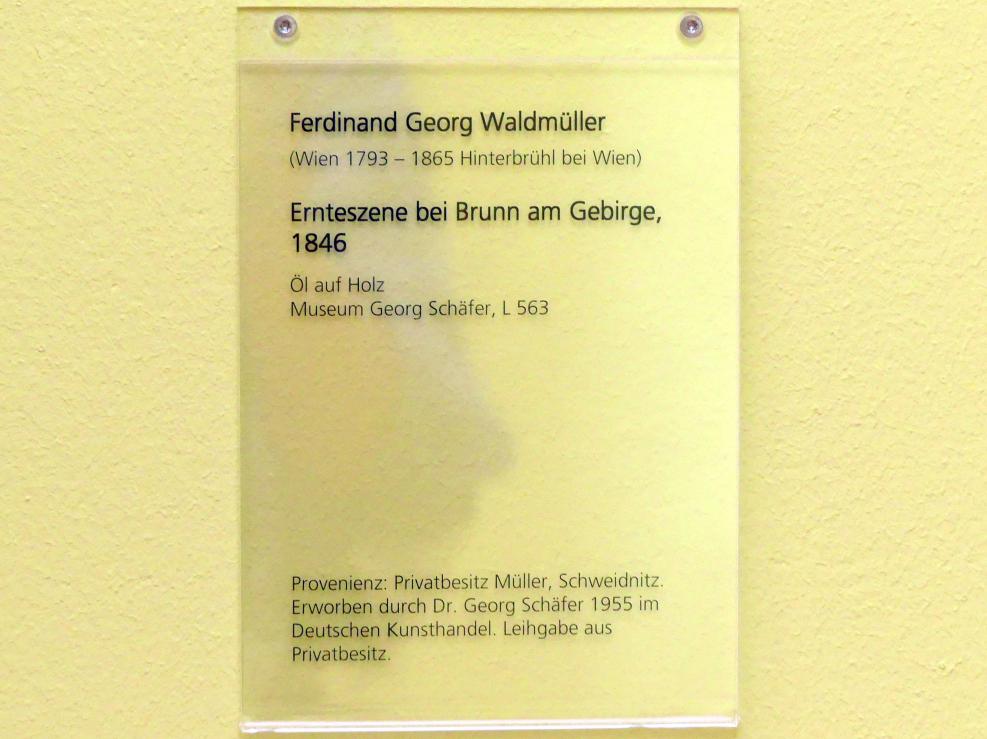 Ferdinand Georg Waldmüller
(Wien 1793 – 1865 Hinterbrühl bei Wien)
Ernteszene bei Brunn am Gebirge,
1846
Öl auf Holz
Museum Georg Schäfer, L 563
Provenienz: Privatbesitz Müller, Schweidnitz.
Erworben durch Dr. Georg Schäfer 1955 im
Deutschen Kunsthandel. Leihgabe aus
Privatbesitz.